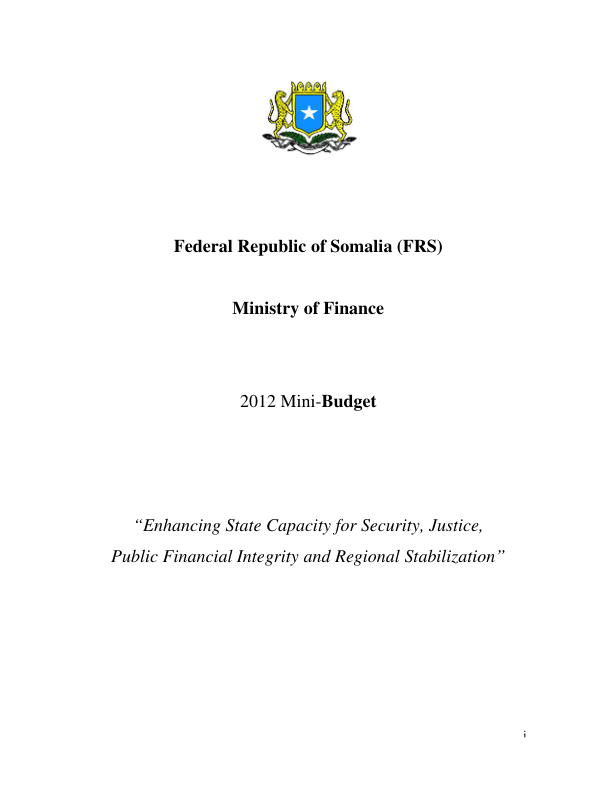 Federal Republic of Somalia (FRS)
Ministry of Finance
2012 Mini-Budget
“Enhancing State Capacity for Security, Justice,
Public Financial Integrity and Regional Stabilization”
i